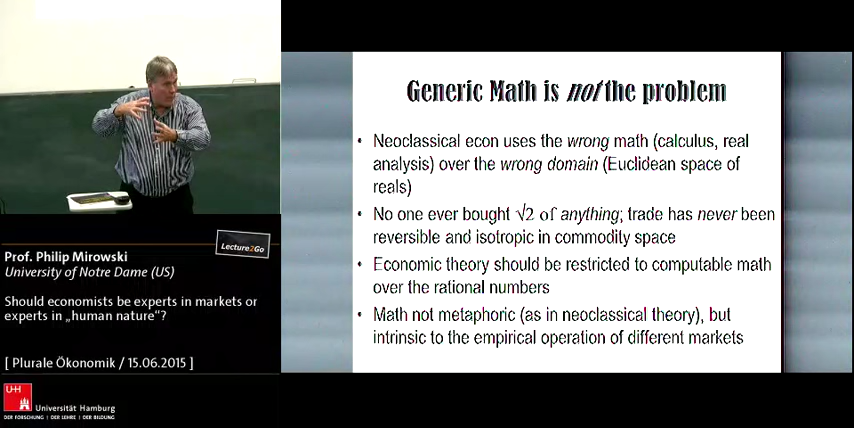 Generic Math is not the problem
• Neoclassical econ uses the wrong math (calculus, real
analysis) over the wrong domain (Euclidean space of
reals)
• No one ever bought √2 of anything; trade has never been
reversible and isotropic in commodity space
• Economic theory should be restricted to computable math
over the rational numbers
• Math not metaphoric (as in neoclassical theory), but
intrinsic to the empirical operation of different markets
Lecture2Go
Prof. Philip Mirowski
University of Notre Dame (US)
Should economists be experts in markets or
experts in „human nature“?
[ Plurale Ökonomik / 15.06.2015 ]
UH
Universität Hamburg
DER FORSCHUNG | DER LEHRE | DER BILDUNG